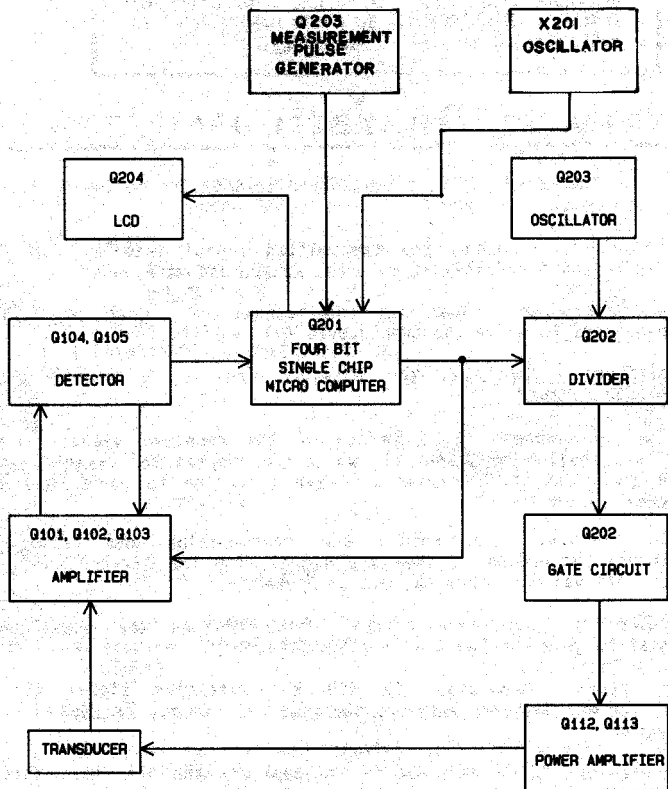 Q203
MEASUREMENT
PULSE
GENERATOR
X201
OSCILLATOR
Q204
LCD
Q203
OSCILLATOR
Q104, Q105
DETECTOR
Q201
FOUR BIT
SINGLE CHIP
MICRO COMPUTER
Q202
DIVIDER
Q101, Q102, Q103
AMPLIFIER
Q202
GATE CIRCUIT
TRANSDUCER
Q112, Q113
POWER AMPLIFIER